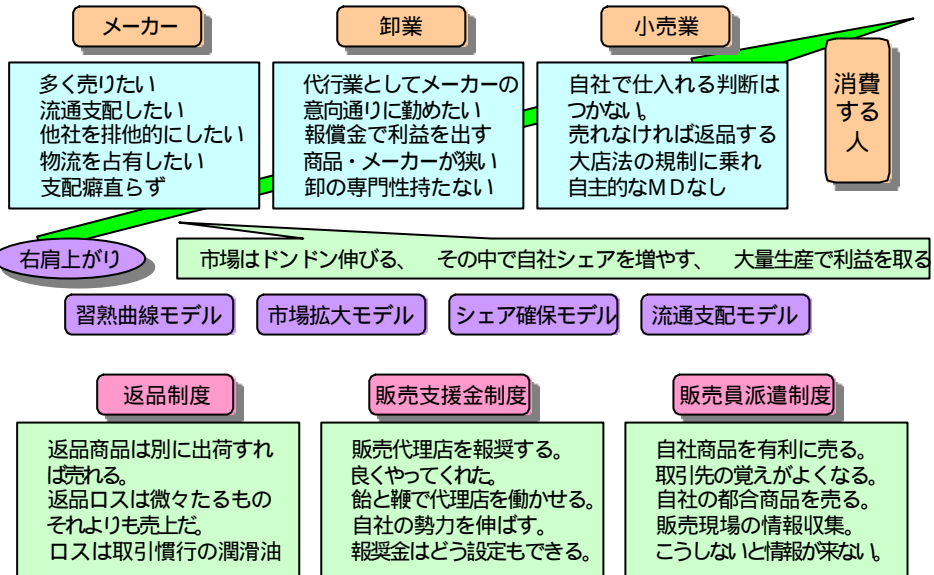 メーカー
卸業
小売業
多く売りたい
流通支配したい
他社を排他的にしたい
物流を占有したい
支配癖直らず
代行業としてメーカーの
意向通りに勤めたい
報償金で利益を出す
商品・メーカーが狭い
卸の専門性持たない
自社で仕入れる判断は
つかない。
売れなければ返品する
大店法の規制に乗れ
自主的なMDなし
消費
する
人
右肩上がり
市場はドンドン伸びる、 その中で自社シェアを増やす、 大量生産で利益を取る
習熟曲線モデル
市場拡大モデル
シェア確保モデル
流通支配モデル
返品制度
販売支援金制度
販売員派遣制度
返品商品は別に出荷すれ
ば売れる。
返品ロスは微々たるもの
それよりも売上だ。
ロスは取引慣行の潤滑油
販売代理店を報奨する。
良くやってくれた。
飴と鞭で代理店を働かせる。
自社の勢力を伸ばす。
報奨金はどう設定もできる。
自社商品を有利に売る。
取引先の覚えがよくなる。
自社の都合商品を売る。
販売現場の情報収集。
こうしないと情報が来ない。